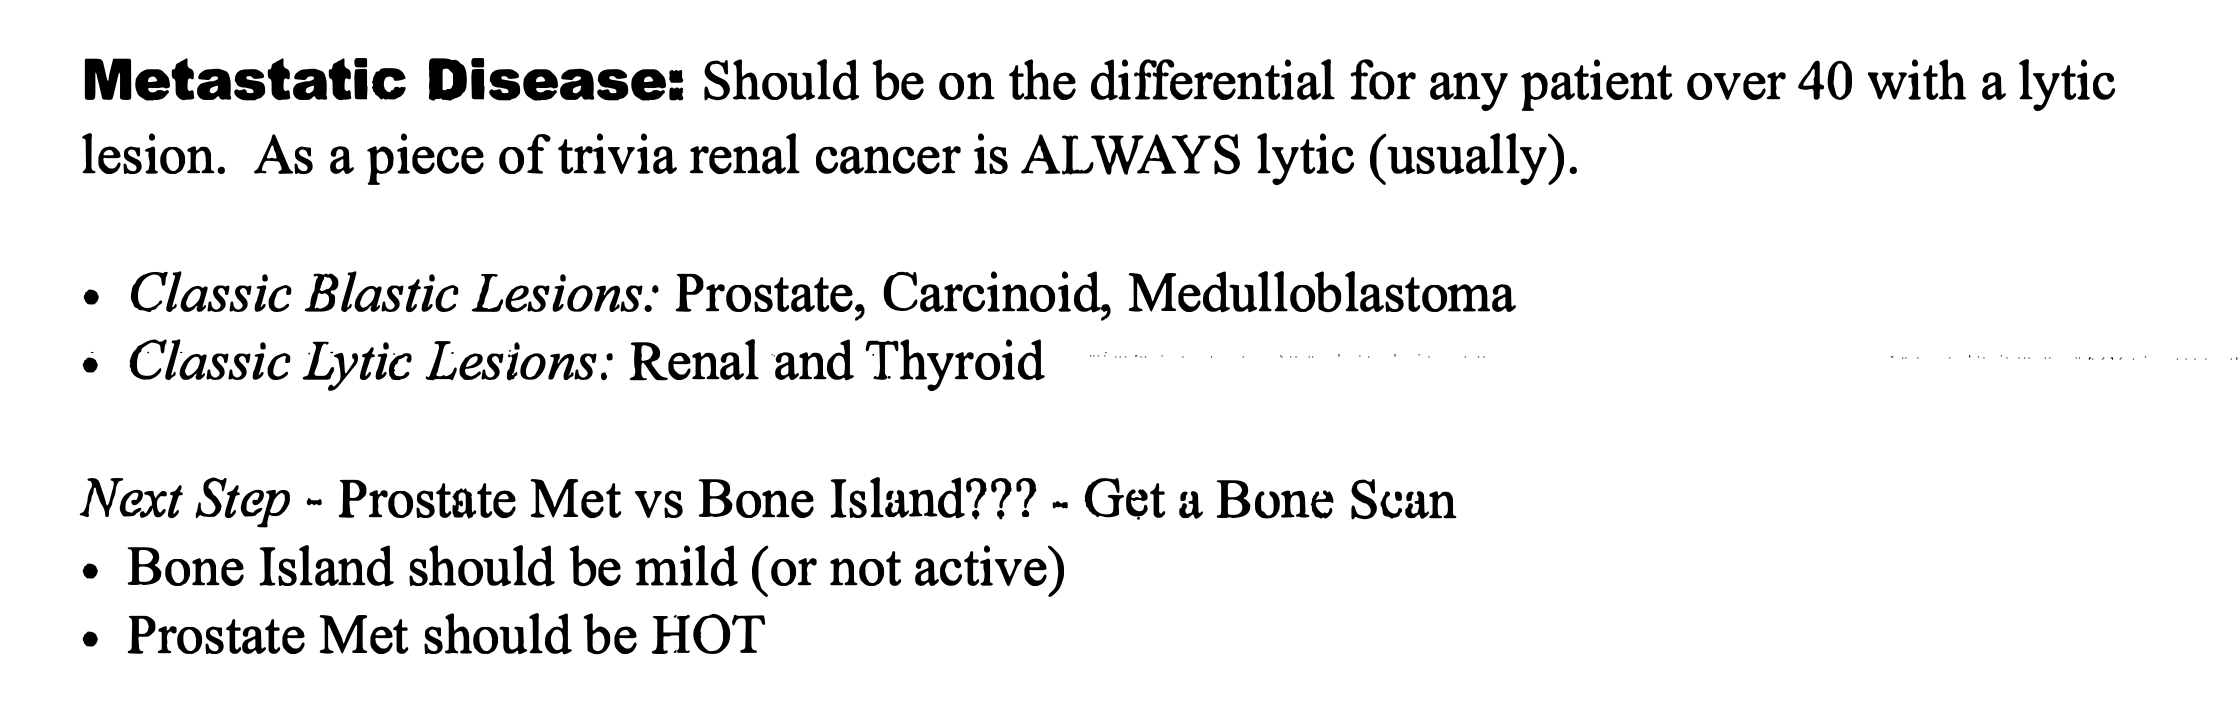 Metastatic Disease: Should be on the differential for any patient over 40 with a lytic
lesion. As a piece of trivia renal cancer is ALWAYS lytic (usually).
• Classic Blastic Lesions: Prostate, Carcinoid, Medulloblastoma
• Classic Lytic Lesions: Renal and Thyroid
Next Step - Prostate Met vs Bone Island??? - Get a Bone Scan
• Bone Island should be mild (or not active)
• Prostate Met should be HOT